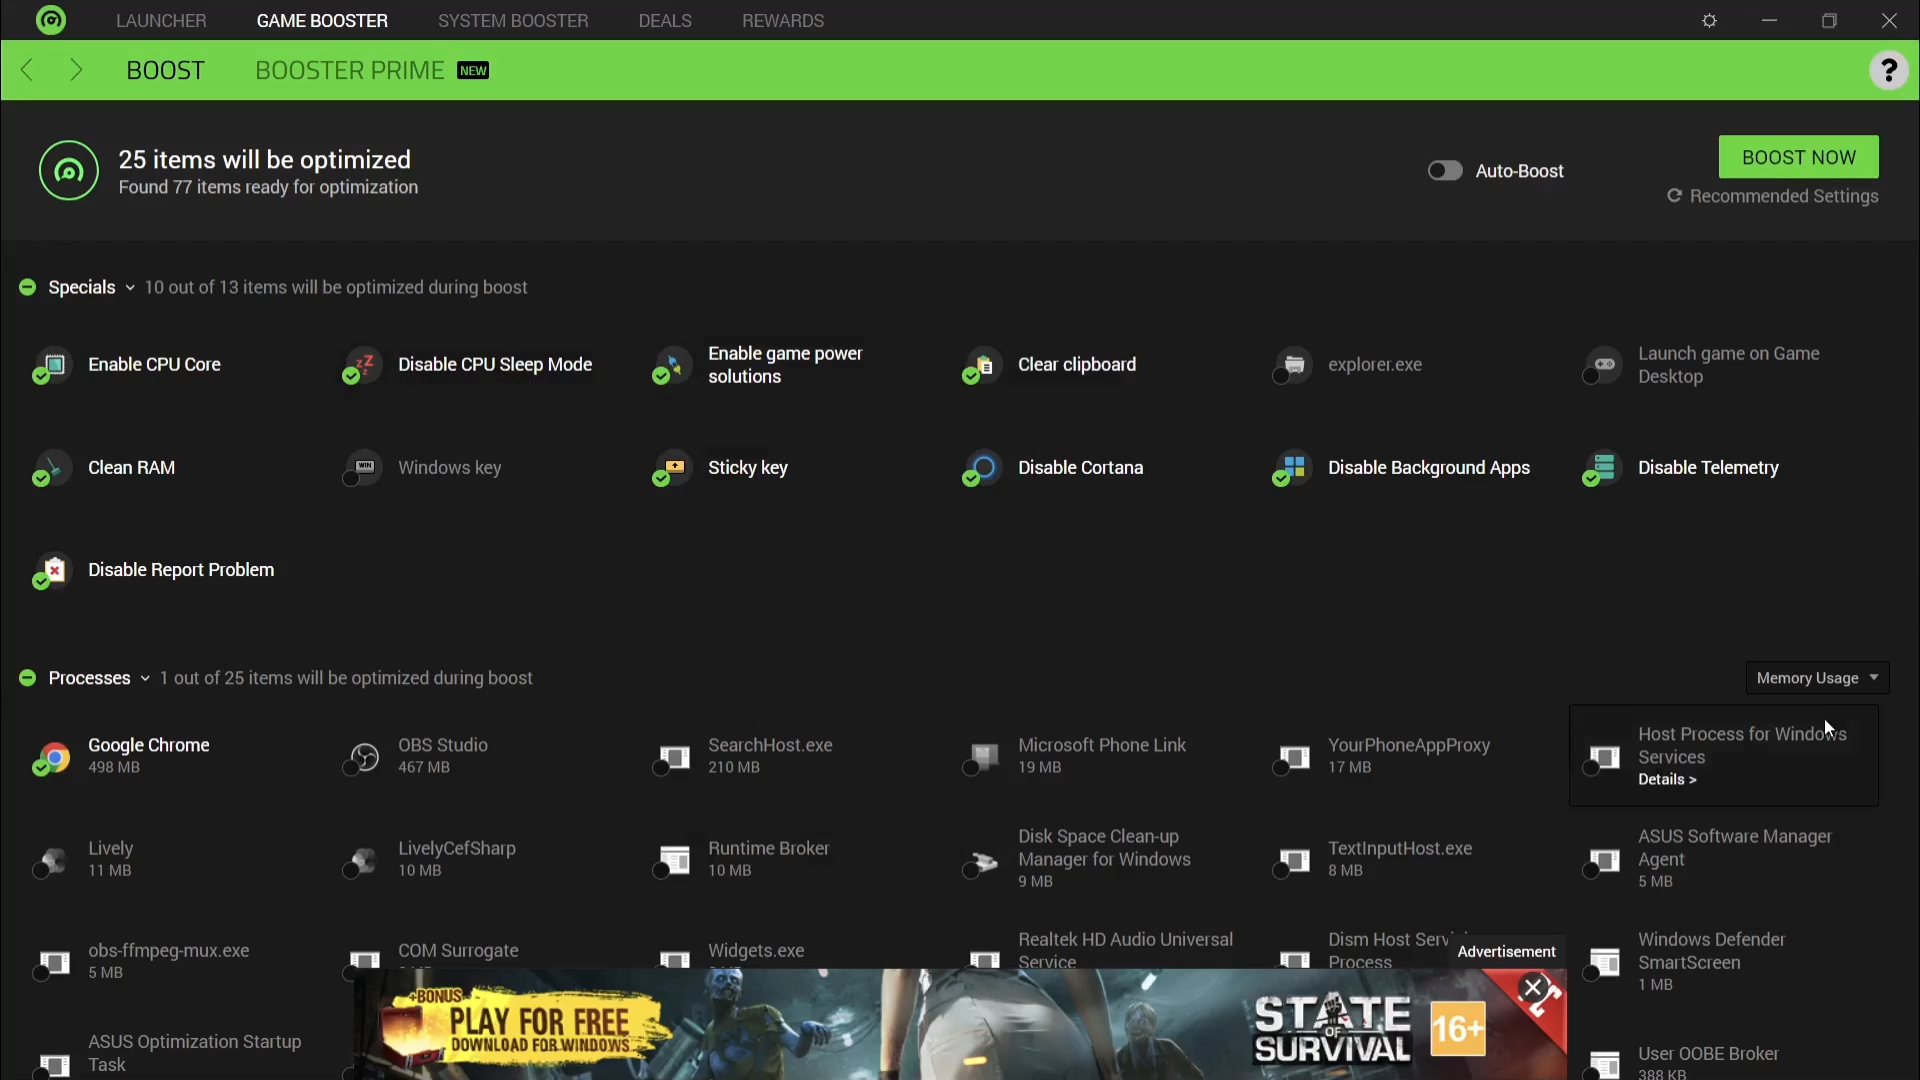 LAUNCHER
GAME BOOSTER
SYSTEM BOOSTER
DEALS
REWARDS
BOOST
BOOSTER PRIME NEW
?
25 items will be optimized
Found 77 items ready for optimization
Auto-Boost
BOOST NOW
Recommended Settings
Specials
10 out of 13 items will be optimized during boost
Enable CPU Core
Disable CPU Sleep Mode
Enable game power
solutions
Clear clipboard
explorer.exe
Launch game on Game
Desktop
Clean RAM
WIN
Windows key
Sticky key
Disable Cortana
Disable Background Apps
Disable Telemetry
Disable Report Problem
Processes
1 out of 25 items will be optimized during boost
Memory Usage
Google Chrome
498 MB
OBS Studio
467 MB
SearchHost.exe
210 MB
Microsoft Phone Link
19 MB
YourPhoneAppProxy
17 MB
Host Process for Windows
Services
Details >
Lively
11 MB
LivelyCefSharp
10 MB
Runtime Broker
10 MB
Disk Space Clean-up
Manager for Windows
9 MB
TextInputHost.exe
8 MB
ASUS Software Manager
Agent
5 MB
obs-ffmpeg-mux.exe
5 MB
COM Surrogate
Widgets.exe
Realtek HD Audio Universal
Service
Dism Host
Process
Advertisement
Windows Defender
SmartScreen
1 MB
+BONUS
PLAY FOR FREE
DOWNLOAD FOR WINDOWS
STATE
OF
SURVIVAL
16+
ASUS Optimization Startup
Task
User OOBE Broker
388 KB